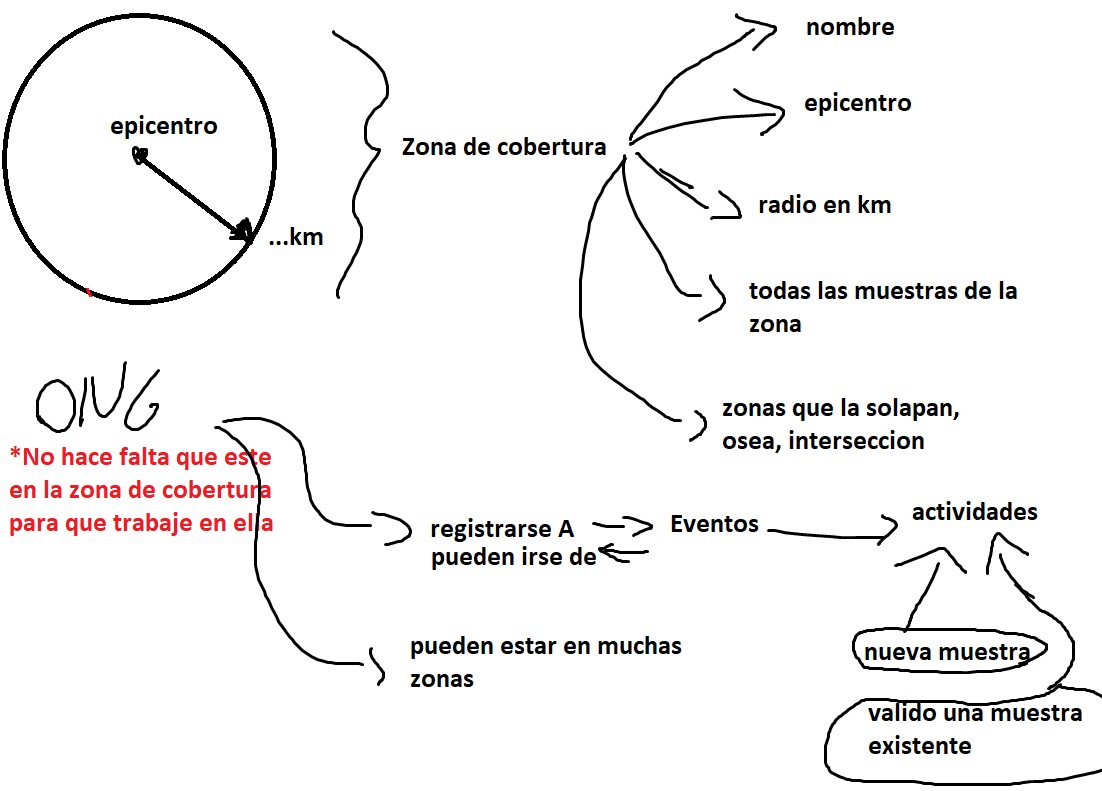 nombre
epicentro
epicentro
Zona de cobertura
radio en km
...km
todas las muestras de la
zona
zonas que la solapan,
osea, interseccion
ONG
*No hace falta que este
en la zona de cobertura
para que trabaje en ella
registrarse A
pueden irse de
Eventos
actividades
nueva muestra
valido una muestra
existente
pueden estar en muchas
zonas